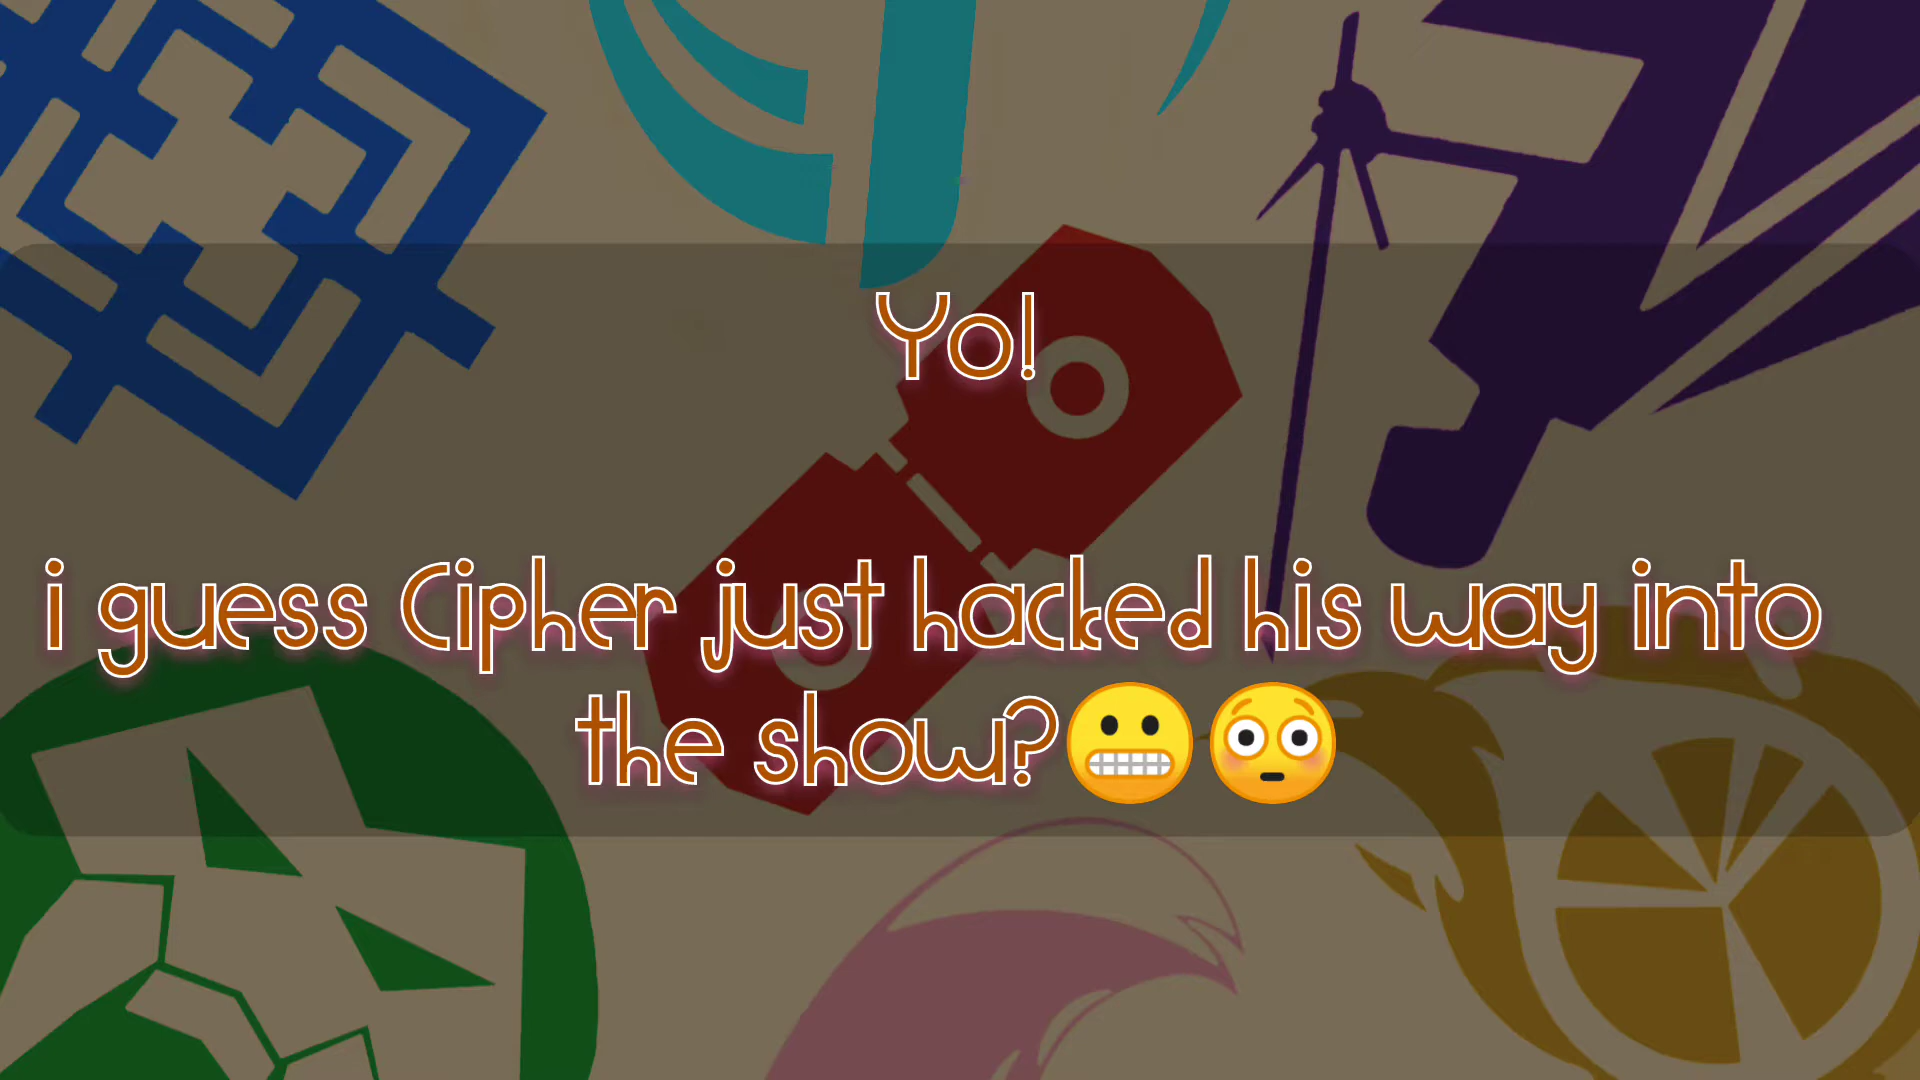 Yo!
i guess Cipher just hacked his way into
the show?😬😳